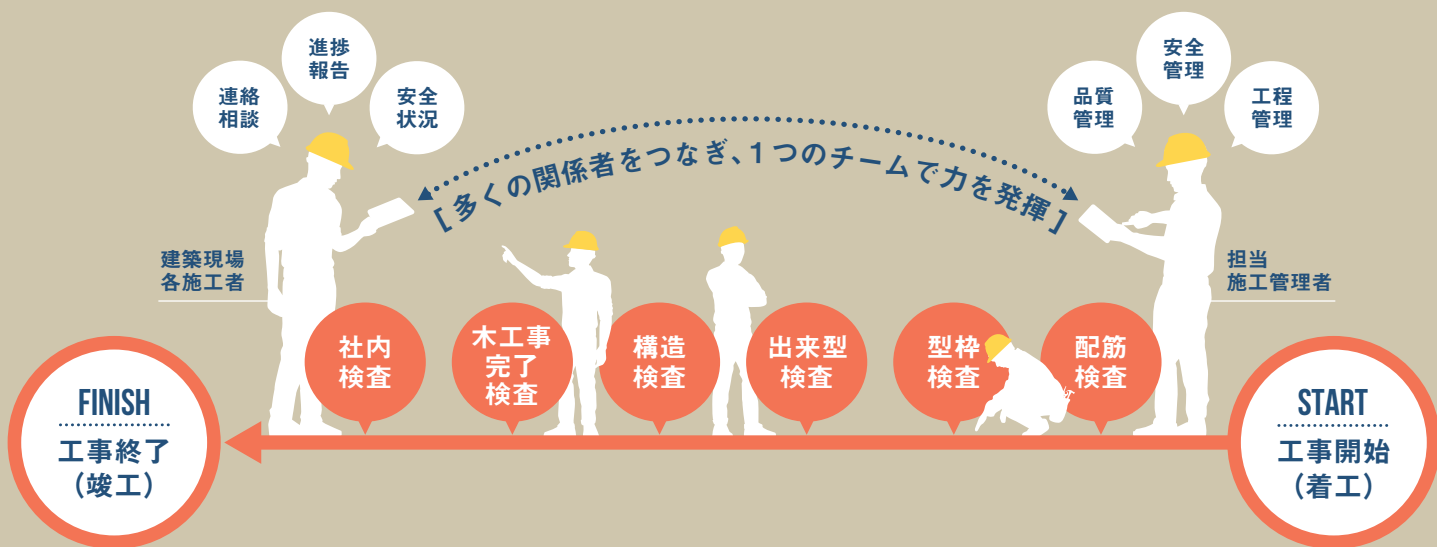 進捗
報告
連絡
相談
安全
状況
安全
管理
品質
管理
工程
管理
[ 多くの関係者をつなぎ、1つのチームで力を発揮 ]
建築現場
各施工者
担当
施工管理者
社内
検査
木工事
完了
検査
構造
検査
出来型
検査
型枠
検査
配筋
検査
FINISH
工事終了
(竣工)
START
工事開始
(着工)